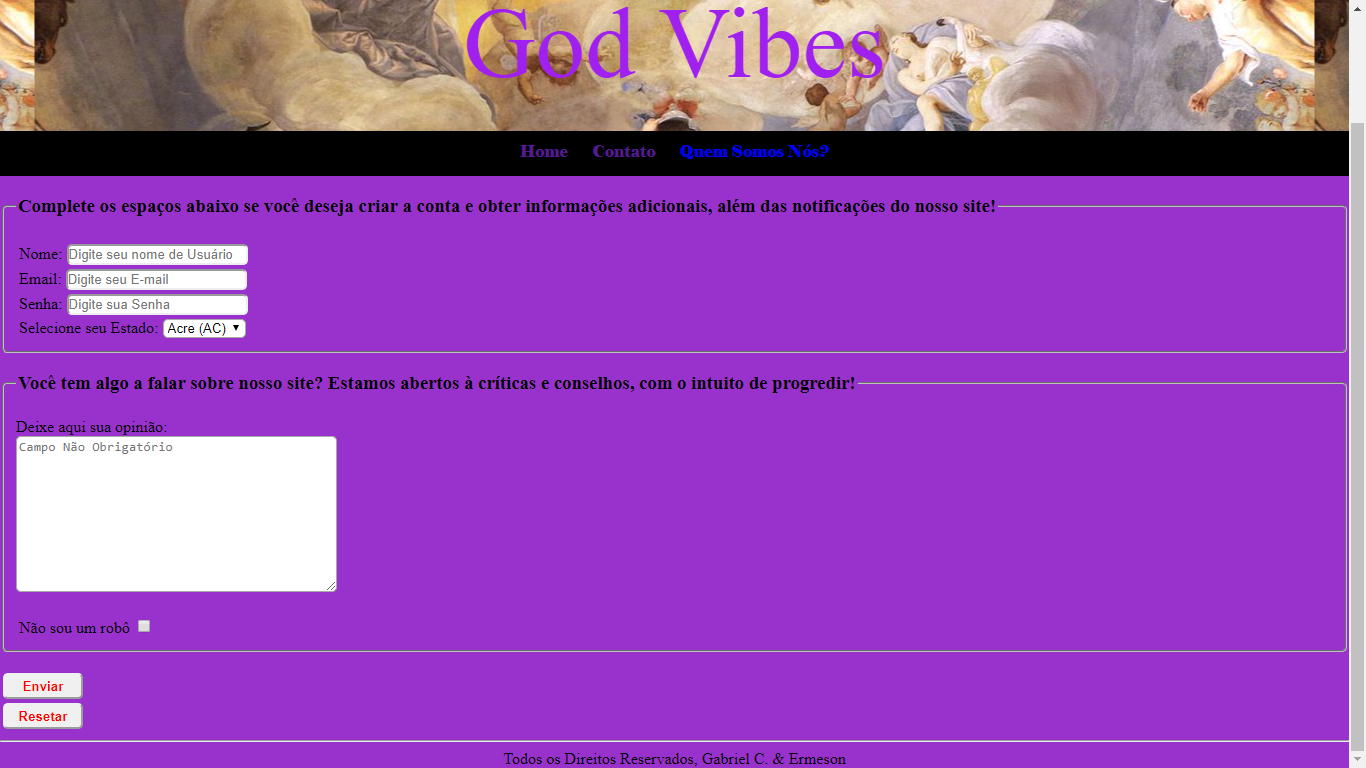 God Vibes
Home Contato Quem Somos Nós?
Complete os espaços abaixo se você deseja criar a conta e obter informações adicionais, além das notificações do nosso site!
Nome: Digite seu nome de Usuário
Email: Digite seu E-mail
Senha: Digite sua Senha
Selecione seu Estado: Acre (AC)
Você tem algo a falar sobre nosso site? Estamos abertos à críticas e conselhos, com o intuito de progredir!
Deixe aqui sua opinião:
Campo Não Obrigatório
Não sou um robô
Enviar
Resetar
Todos os Direitos Reservados, Gabriel C. & Ermeson